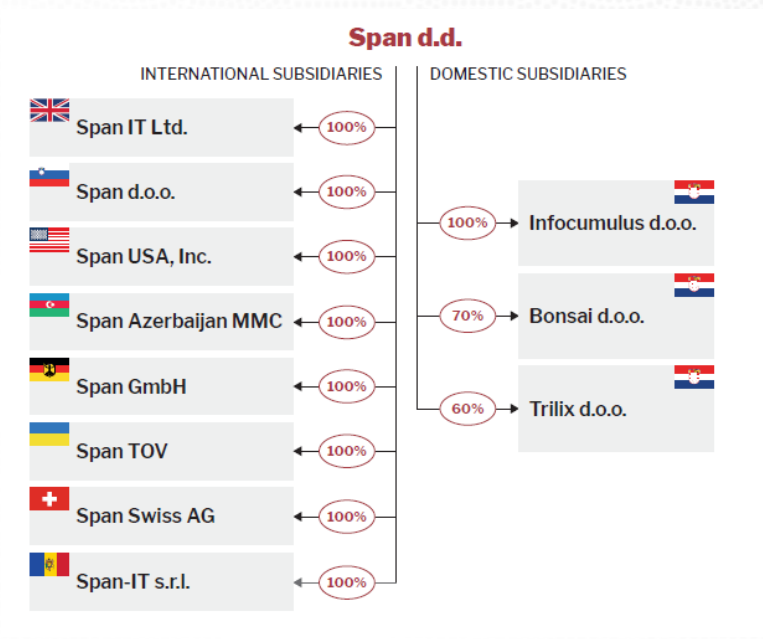 Span d.d.
INTERNATIONAL SUBSIDIARIES
Span IT Ltd.
100%
Span d.o.o.
100%
Span USA, Inc.
100%
Span Azerbaijan MMC
100%
Span GmbH
100%
Span TOV
100%
Span Swiss AG
100%
Span-IT s.r.l.
100%
DOMESTIC SUBSIDIARIES
100%
Infocumulus d.o.o.
70%
Bonsai d.o.o.
60%
Trilix d.o.o.